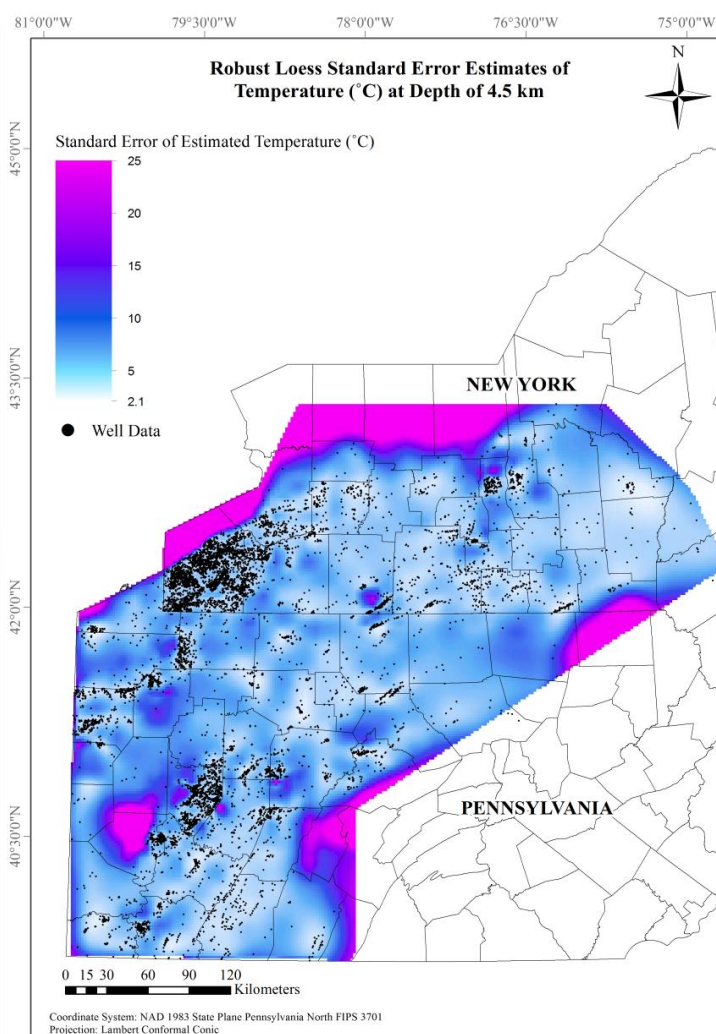 81°0'0"W 79°30'0"W 78°0'0"W 76°30'0"W 75°0'0"W
Robust Loess Standard Error Estimates of
Temperature (˚C) at Depth of 4.5 km
N
Standard Error of Estimated Temperature (˚C)
25
20
15
10
5
2.1
Well Data
45°0'0"N
43°30'0"N
42°0'0"N
40°30'0"N
NEW YORK
PENNSYLVANIA
0 15 30 60 90 120
Kilometers
Coordinate System: NAD 1983 State Plane Pennsylvania North FIPS 3701
Projection: Lambert Conformal Conic